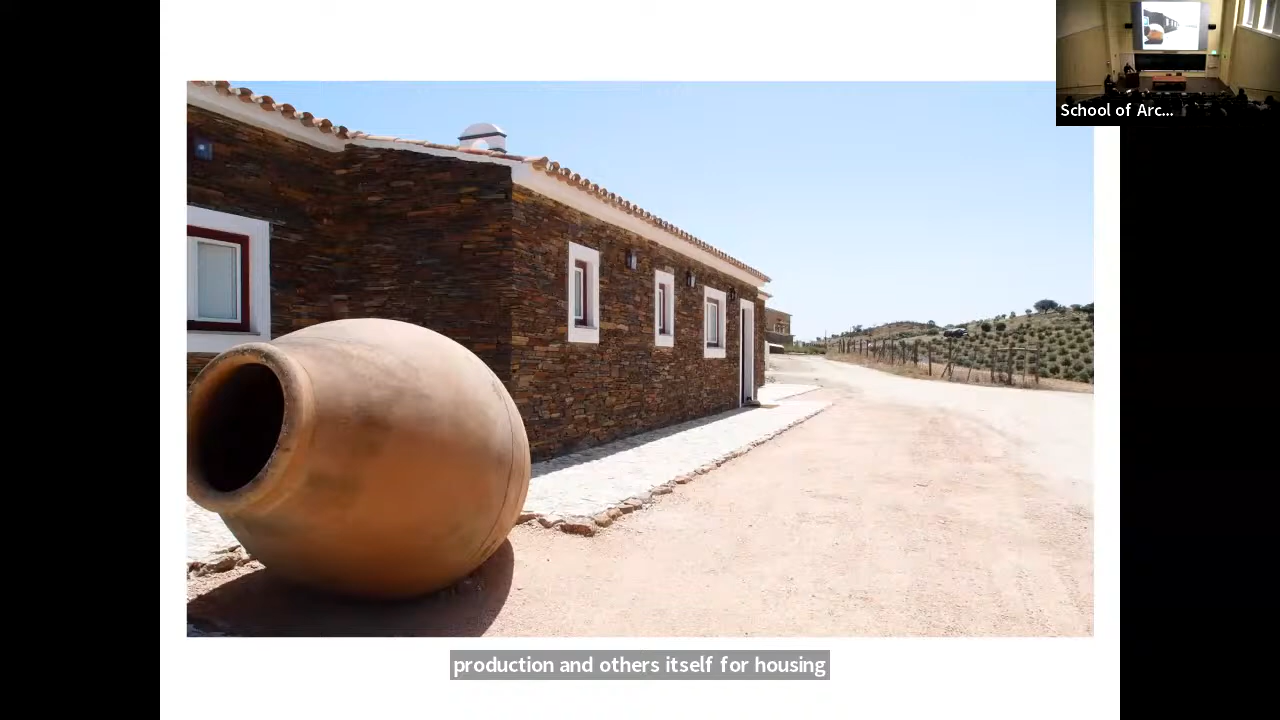 School of Arc...
production and others itself for housing